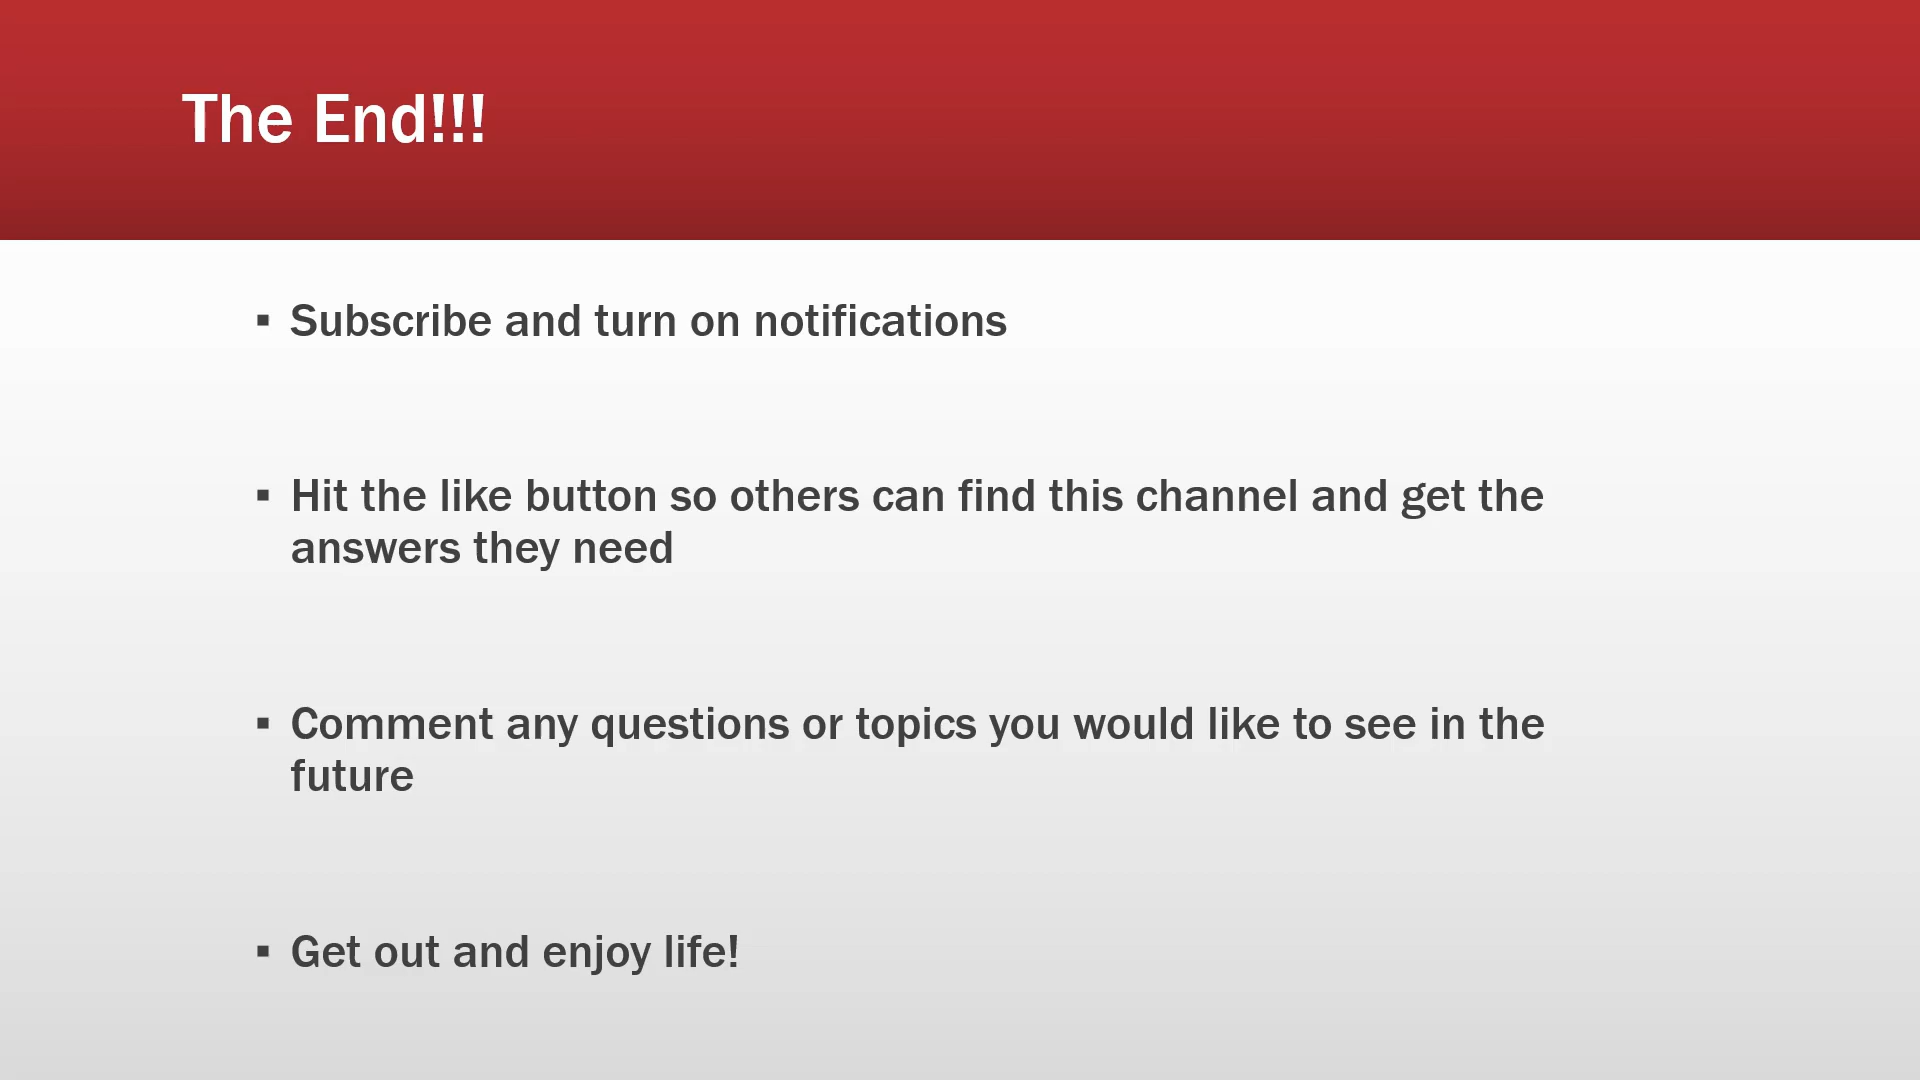 The End!!!
▪ Subscribe and turn on notifications
▪ Hit the like button so others can find this channel and get the
answers they need
▪ Comment any questions or topics you would like to see in the
future
▪ Get out and enjoy life!